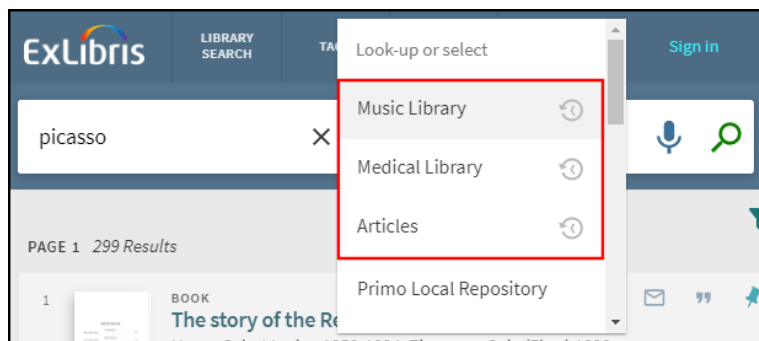 ExLibris
LIBRARY
SEARCH
TA
Look-up or select
Sign in
Music Library
picasso
Medical Library
Articles
PAGE 1 299 Results
Primo Local Repository
1
BOOK
The story of the Re